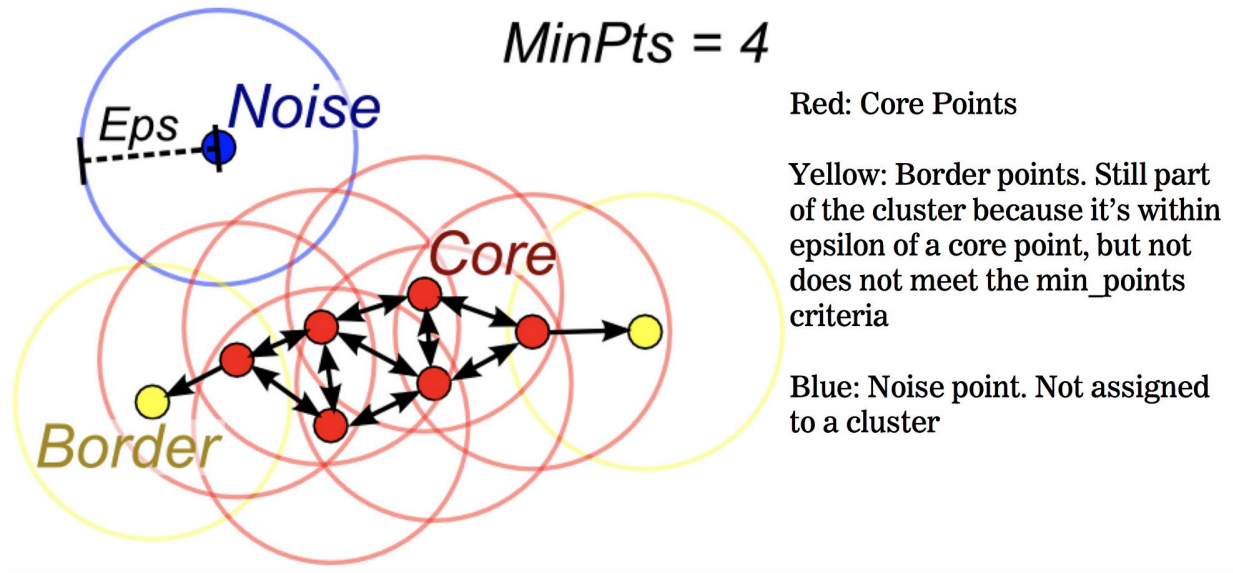 MinPts = 4
Eps
Noise
Core
Border
Red: Core Points
Yellow: Border points. Still part
of the cluster because it’s within
epsilon of a core point, but not
does not meet the min_points
criteria
Blue: Noise point. Not assigned
to a cluster